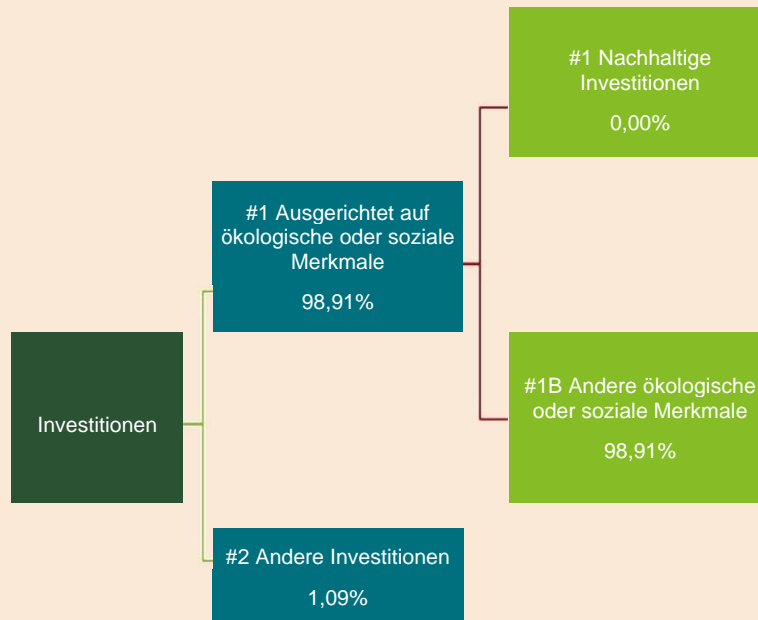 #1 Nachhaltige
Investitionen
0,00%
#1 Ausgerichtet auf
ökologische oder soziale
Merkmale
98,91%
Investitionen
#1B Andere ökologische
oder soziale Merkmale
98,91%
#2 Andere Investitionen
1,09%